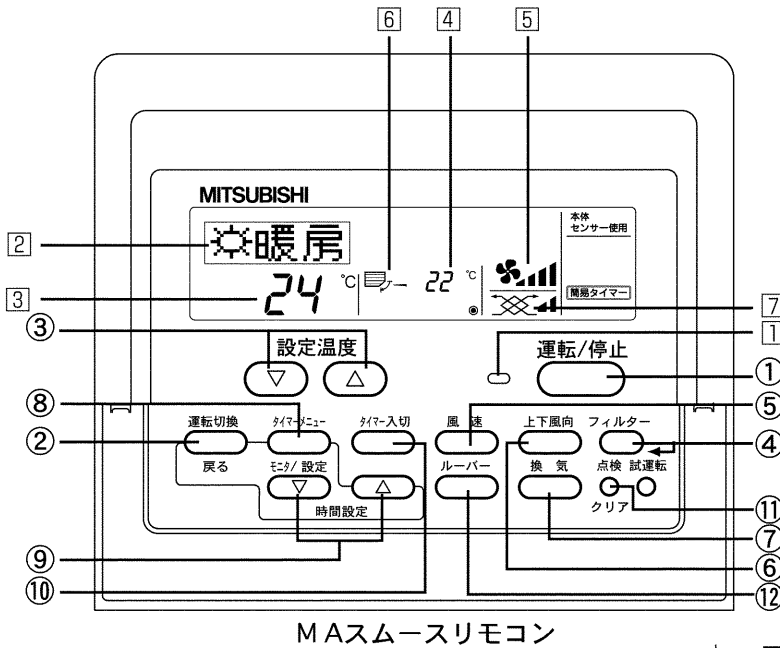 6 4 5
MITSUBISHI
本体
センサー使用
2
☼暖房
3
24 ℃
22 ℃
簡易タイマー
7
1
③
設定温度
▽ △
運転/停止
①
⑧
⑤
②
運転切換 タイマーメニュー タイマー入切 風速 上下風向 フィルター
④
戻る モニタ/設定 ルーバー 換気 点検 試運転
▽ △
クリア
⑪
時間設定
⑨
⑦
⑩
⑥
⑫
MAスムースリモコン